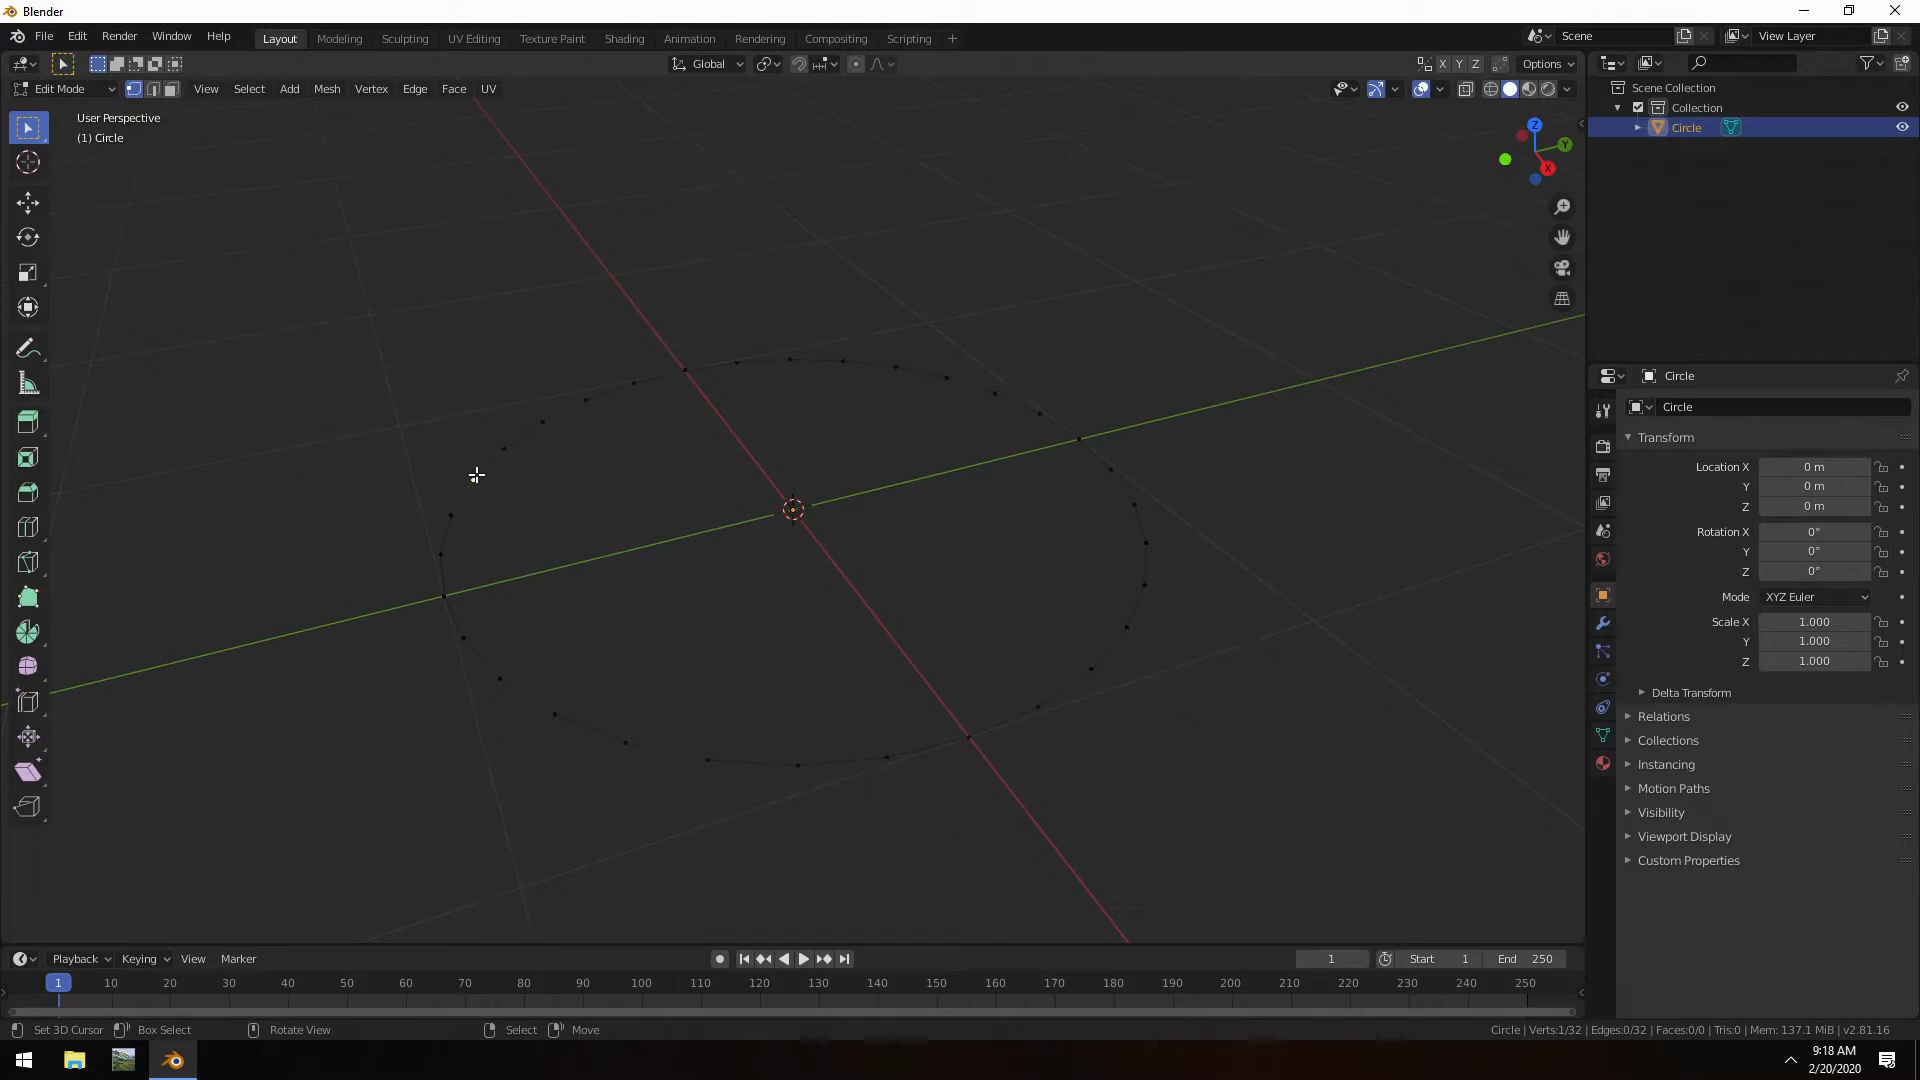 Blender
File Edit Render Window Help Layout Modeling Sculpting UV Editing Texture Paint Shading Animation Rendering Compositing Scripting + Scene View Layer
Global X Y Z Options
Edit Mode View Select Add Mesh Vertex Edge Face UV
User Perspective
(1) Circle
Z
Y
X
Scene Collection
Collection
Circle
Circle
Circle
Transform
Location X 0 m
Y 0 m
Z 0 m
Rotation X 0°
Y 0°
Z 0°
Mode XYZ Euler
Scale X 1.000
Y 1.000
Z 1.000
Delta Transform
Relations
Collections
Instancing
Motion Paths
Visibility
Viewport Display
Custom Properties
Playback Keying View Marker 1 Start 1 End 250
1 10 20 30 40 50 60 70 80 90 100 110 120 130 140 150 160 170 180 190 200 210 220 230 240 250
Set 3D Cursor Box Select Rotate View Select Move Circle | Verts:1/32 | Edges:0/32 | Faces:0/0 | Tris:0 | Mem: 137.1 MiB | v2.81.16
9:18 AM
2/20/2020